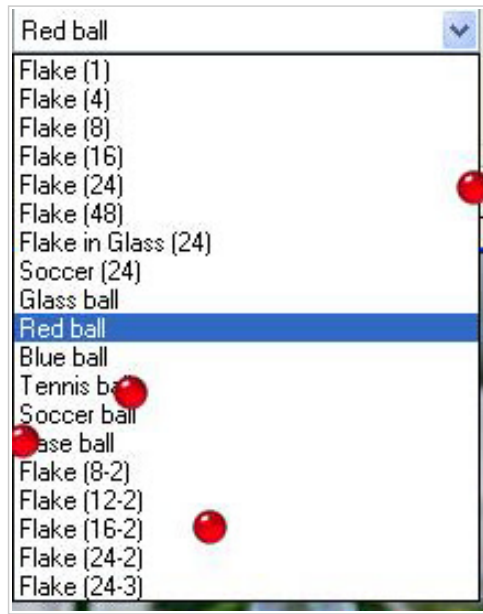 Red ball
Flake (1)
Flake (4)
Flake (8)
Flake (16)
Flake (24)
Flake (48)
Flake in Glass (24)
Soccer (24)
Glass ball
Red ball
Blue ball
Tennis ball
Soccer ball
Base ball
Flake (8-2)
Flake (12-2)
Flake (16-2)
Flake (24-2)
Flake (24-3)